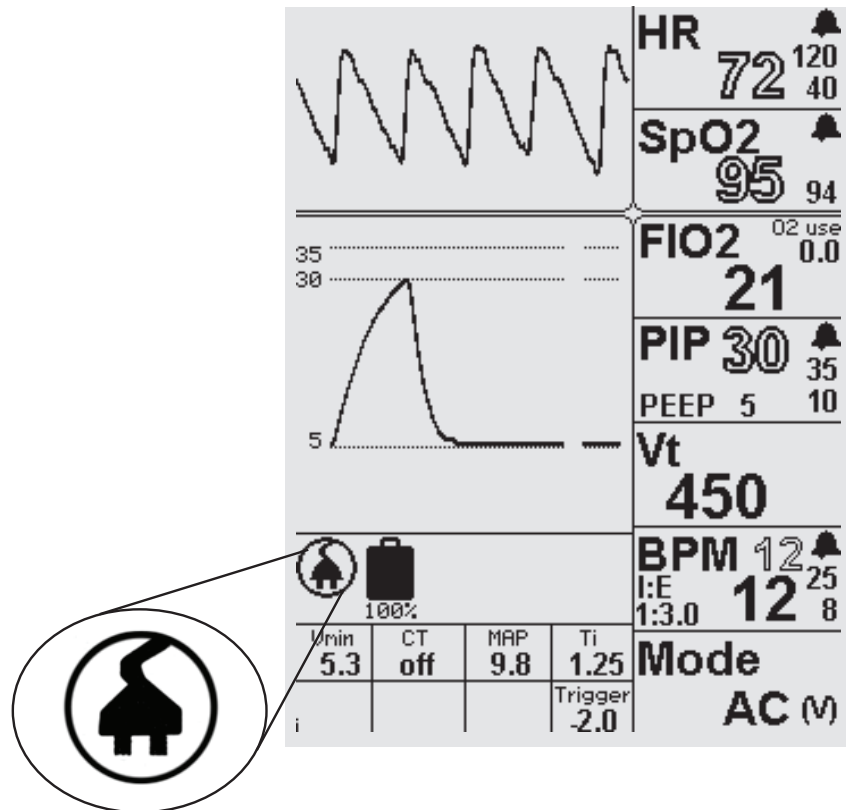 HR
72
120
40
SpO2
95
94
35
30
5
FIO2
O2 use
0.0
21
PIP 30
35
10
PEEP 5
Vt
450
100%
BPM 12
I:E
1:3.0
12
25
8
Vmin CT MAP Ti
5.3 off 9.8 1.25
Trigger
-2.0
i
Mode
AC (V)